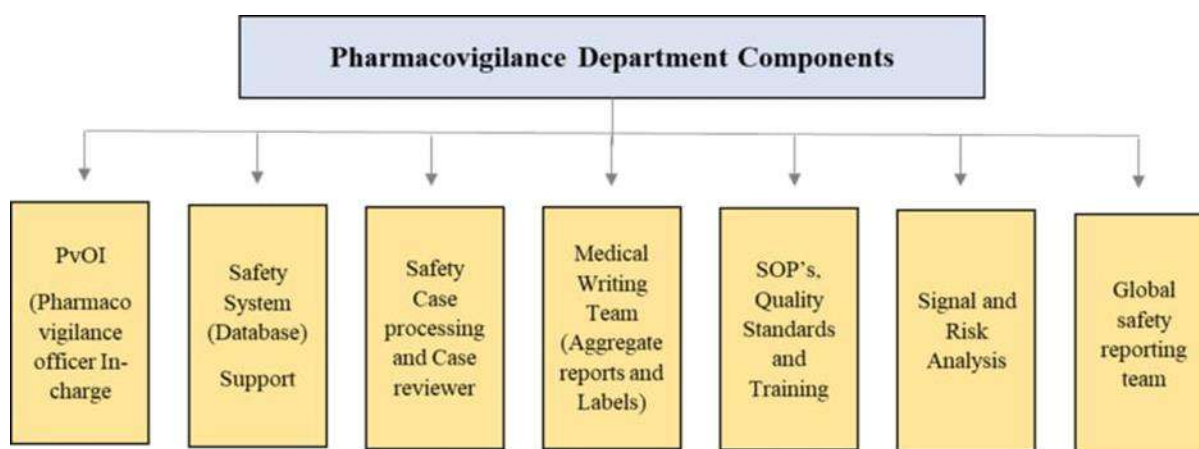 Pharmacovigilance Department Components
PvOI
(Pharmaco
vigilance
officer In-
charge
Safety
System
(Database)
Support
Safety
Case
processing
and Case
reviewer
Medical
Writing
Team
(Aggregate
reports and
Labels)
SOP's,
Quality
Standards
and
Training
Signal and
Risk
Analysis
Global
safety
reporting
team